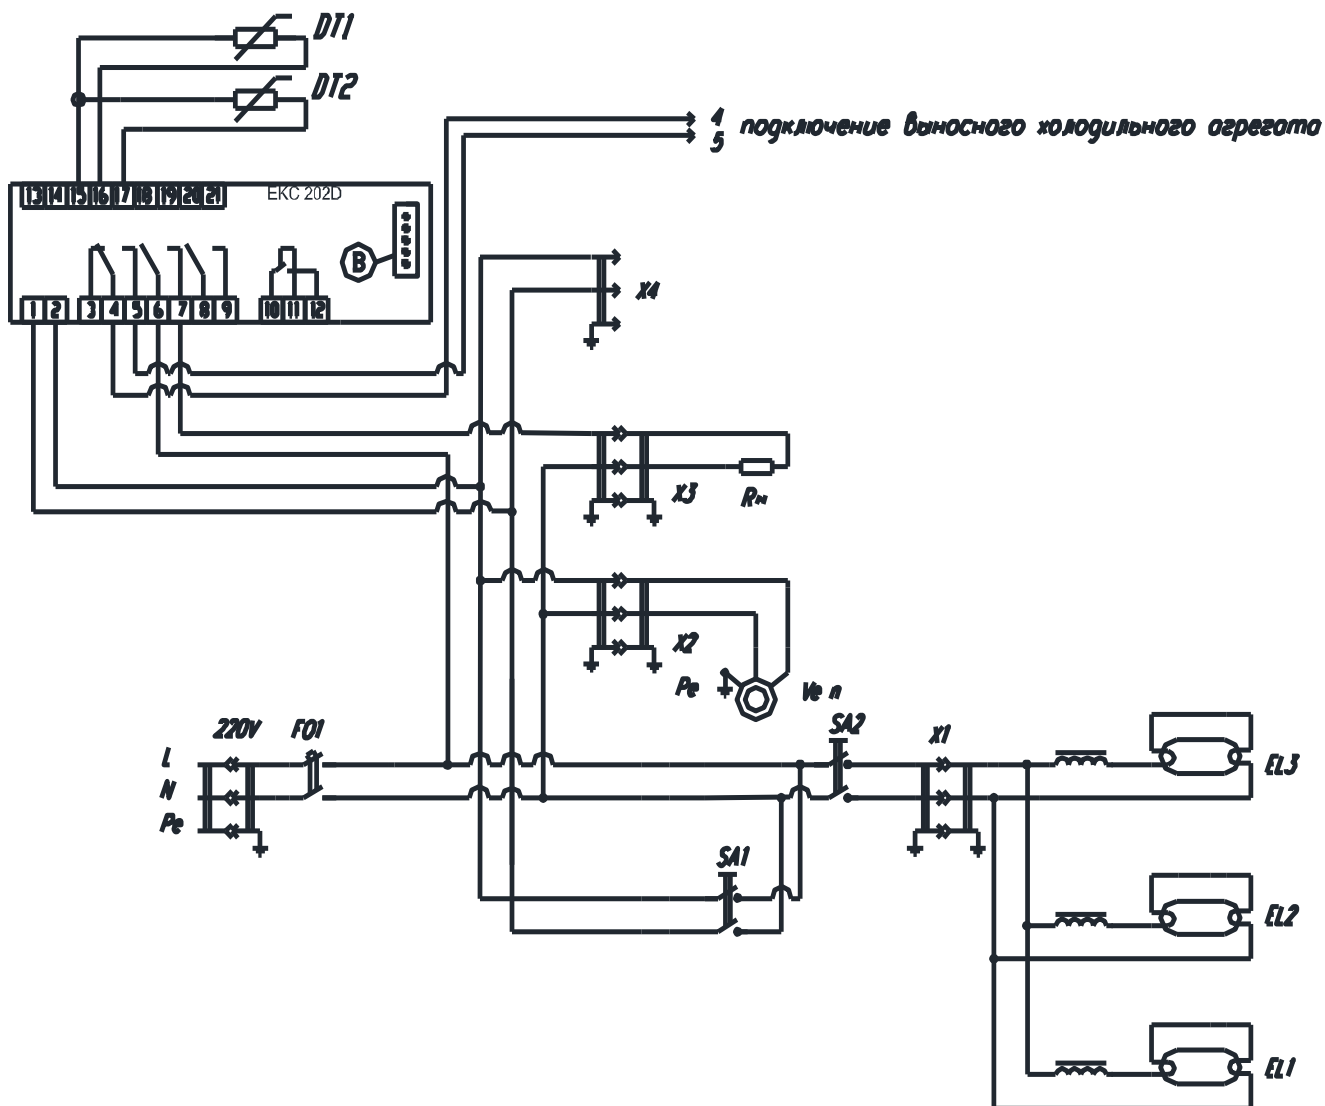 DT1
DT2
4
5 подключение выносного холодильного агрегата
13 14 15 16 17 18 19 20 21
EKC 202D
B
1 2 3 4 5 6 7 8 9 10 11 12
X4
X3
Rн
X2
Pe
Ve n
220V
FO1
SA2
X1
L
N
Pe
EL3
SA1
EL2
EL1